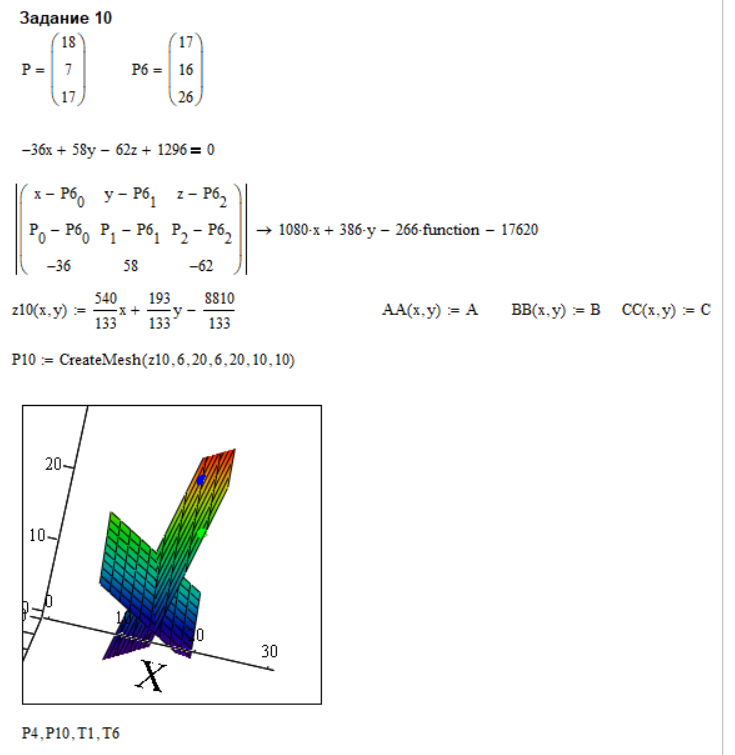 Задание 10
P = (18 7 17) P6 = (17 16 26)
−36x + 58y − 62z + 1296 = 0
x − P6₀ y − P6₁ z − P6₂
P₀ − P6₀ P₁ − P6₁ P₂ − P6₂ → 1080·x + 386·y − 266·function − 17620
−36 58 −62
z10(x,y) := 540/133 x + 193/133 y − 8810/133 AA(x,y) := A BB(x,y) := B CC(x,y) := C
P10 := CreateMesh(z10,6,20,6,20,10,10)
20
10
0
30
X
P4,P10,T1,T6